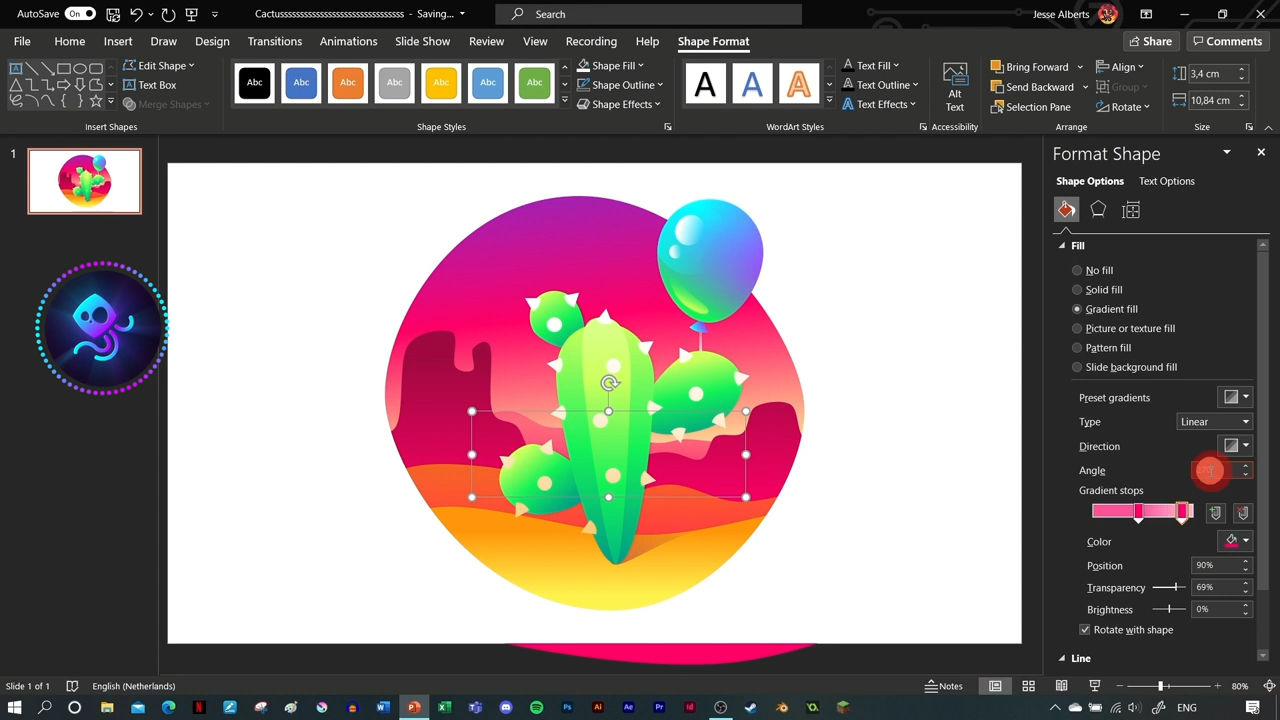 AutoSave On
Cactussssssssssssssssssssssssssssss - Saving...
Search
Jesse Alberts
File Home Insert Draw Design Transitions Animations Slide Show Review View Recording Help Shape Format
Share Comments
Edit Shape
Text Box
Merge Shapes
Insert Shapes
Abc Abc Abc Abc Abc Abc Abc
Shape Fill
Shape Outline
Shape Effects
Shape Styles
A A A
Text Fill
Text Outline
Text Effects
WordArt Styles
Alt
Text
Accessibility
Bring Forward
Send Backward
Selection Pane
Align
Group
Rotate
Arrange
3,4 cm
10,84 cm
Size
1
Format Shape
Shape Options Text Options
Fill
No fill
Solid fill
Gradient fill
Picture or texture fill
Pattern fill
Slide background fill
Preset gradients
Type Linear
Direction
Angle
Gradient stops
Color
Position 90%
Transparency 69%
Brightness 0%
Rotate with shape
Line
Slide 1 of 1 English (Netherlands)
Notes
80%
ENG